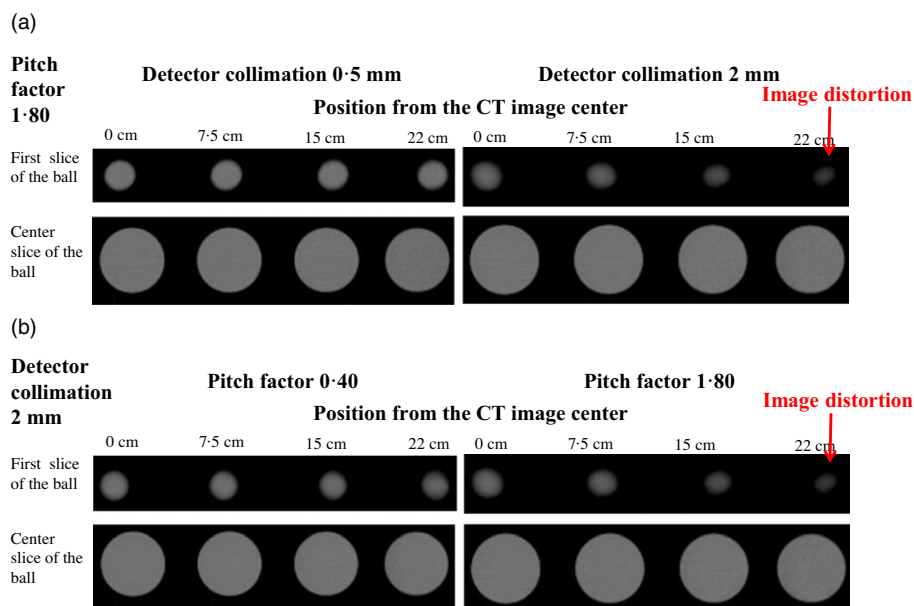 (a)
Pitch
factor
1·80
Detector collimation 0·5 mm
Detector collimation 2 mm
Position from the CT image center
Image distortion
0 cm
7·5 cm
15 cm
22 cm
0 cm
7·5 cm
15 cm
22 cm
First slice
of the ball
Center
slice of the
ball
(b)
Detector
collimation
2 mm
Pitch factor 0·40
Pitch factor 1·80
Position from the CT image center
Image distortion
0 cm
7·5 cm
15 cm
22 cm
0 cm
7·5 cm
15 cm
22 cm
First slice
of the ball
Center
slice of the
ball